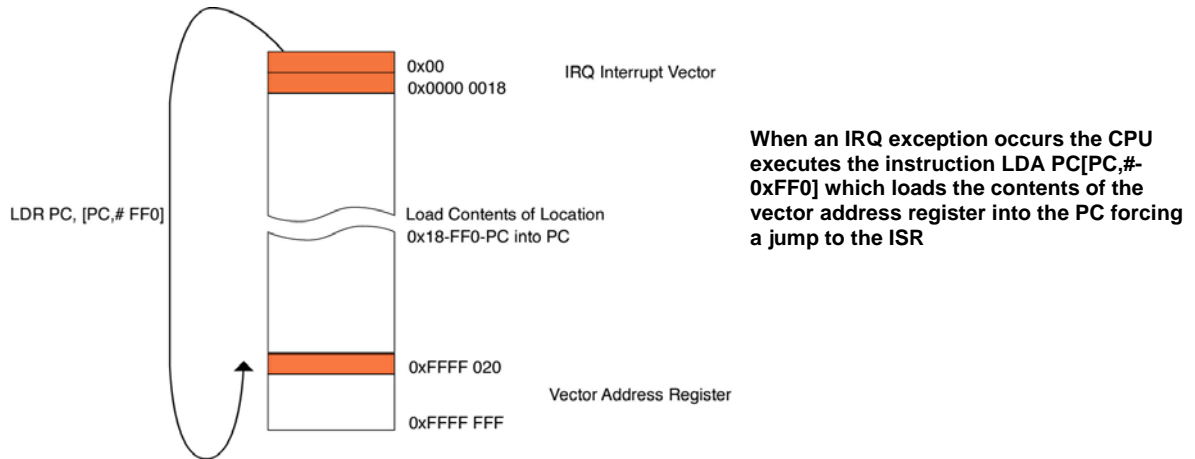 0x00
IRQ Interrupt Vector
0x0000 0018
When an IRQ exception occurs the CPU
executes the instruction LDA PC[PC,#-
0xFF0] which loads the contents of the
vector address register into the PC forcing
a jump to the ISR
LDR PC, [PC,# FF0]
Load Contents of Location
0x18-FF0-PC into PC
0xFFFF 020
Vector Address Register
0xFFFF FFF